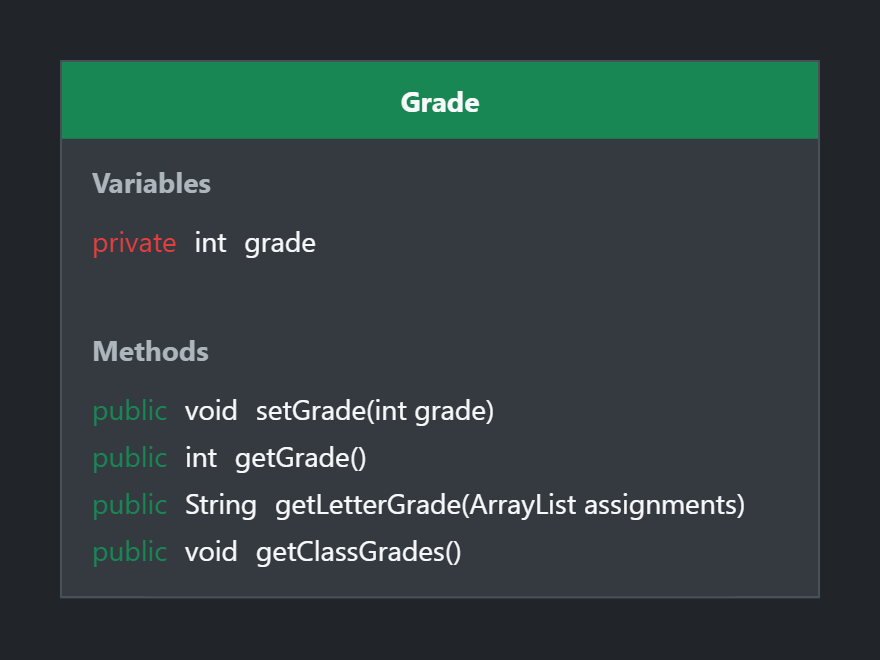 Grade
Variables
private int grade
Methods
public void setGrade(int grade)
public int getGrade()
public String getLetterGrade(ArrayList assignments)
public void getClassGrades()